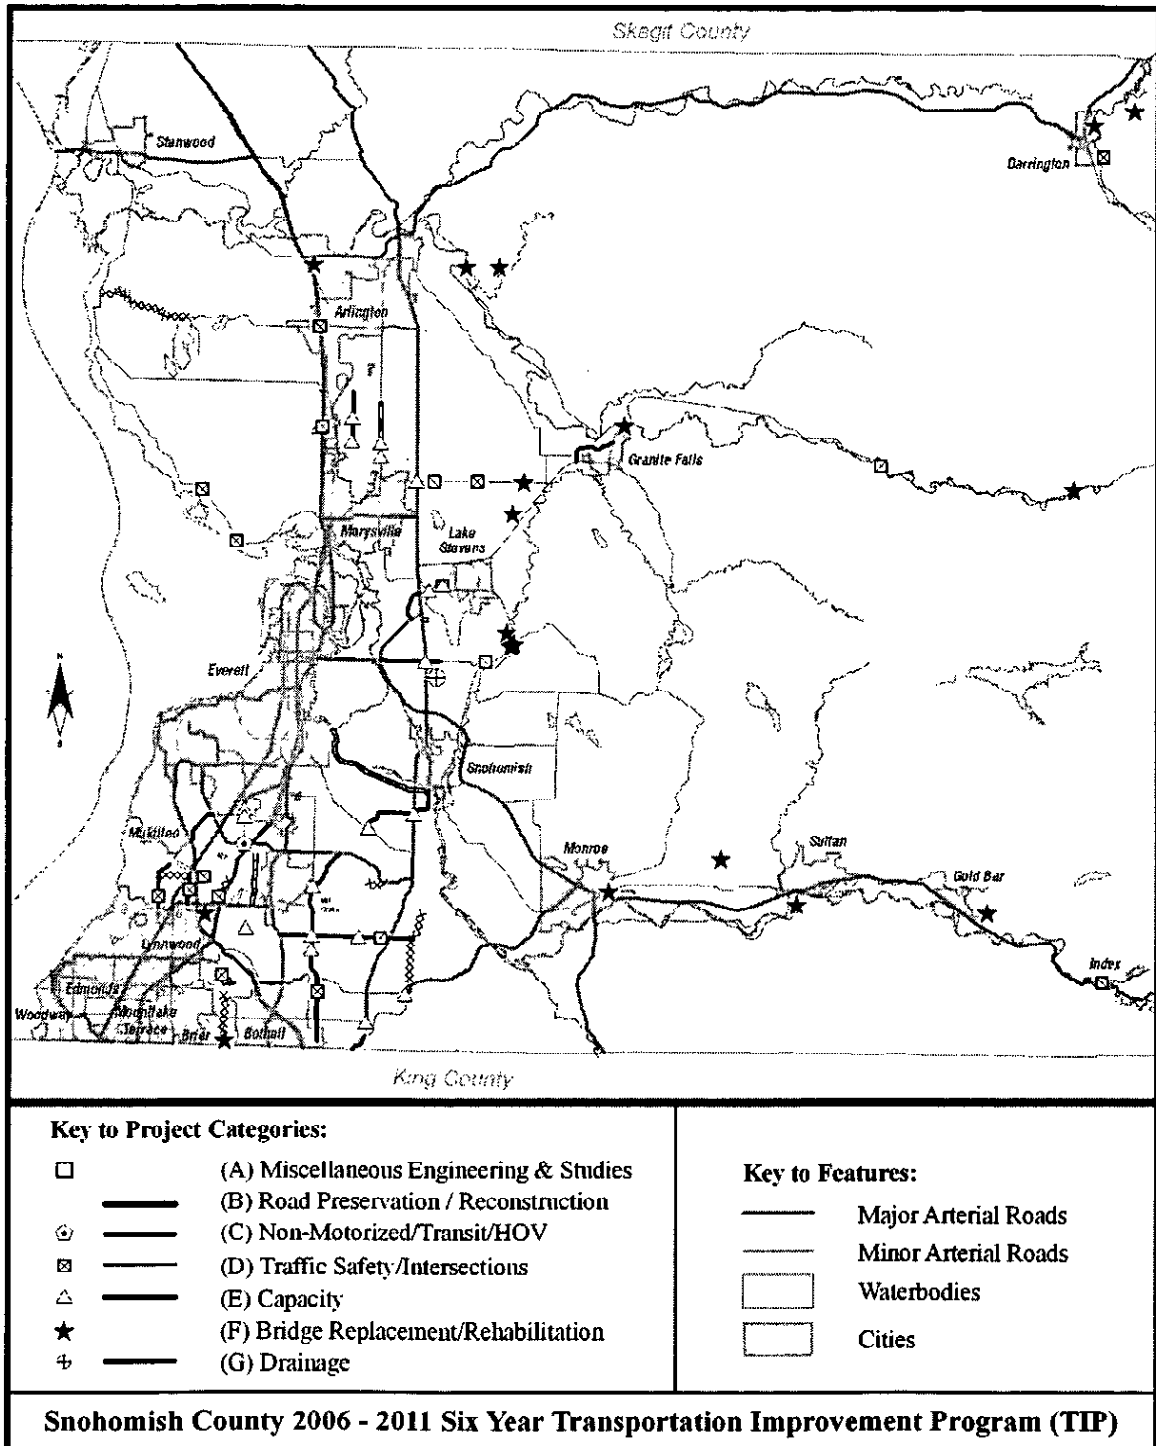 Skagit County
Stanwood
Darrington
Arlington
Granite Falls
Marysville
Lake
Stevens
Everett
Snohomish
Mukilteo
Monroe
Sultan
Gold Bar
Lynnwood
Index
Edmonds
Woodway
Mountlake
Terrace
Brier
Bothell
King County
N
S
Key to Project Categories:
(A) Miscellaneous Engineering & Studies
(B) Road Preservation / Reconstruction
(C) Non-Motorized/Transit/HOV
(D) Traffic Safety/Intersections
(E) Capacity
(F) Bridge Replacement/Rehabilitation
(G) Drainage
Key to Features:
Major Arterial Roads
Minor Arterial Roads
Waterbodies
Cities
Snohomish County 2006 - 2011 Six Year Transportation Improvement Program (TIP)